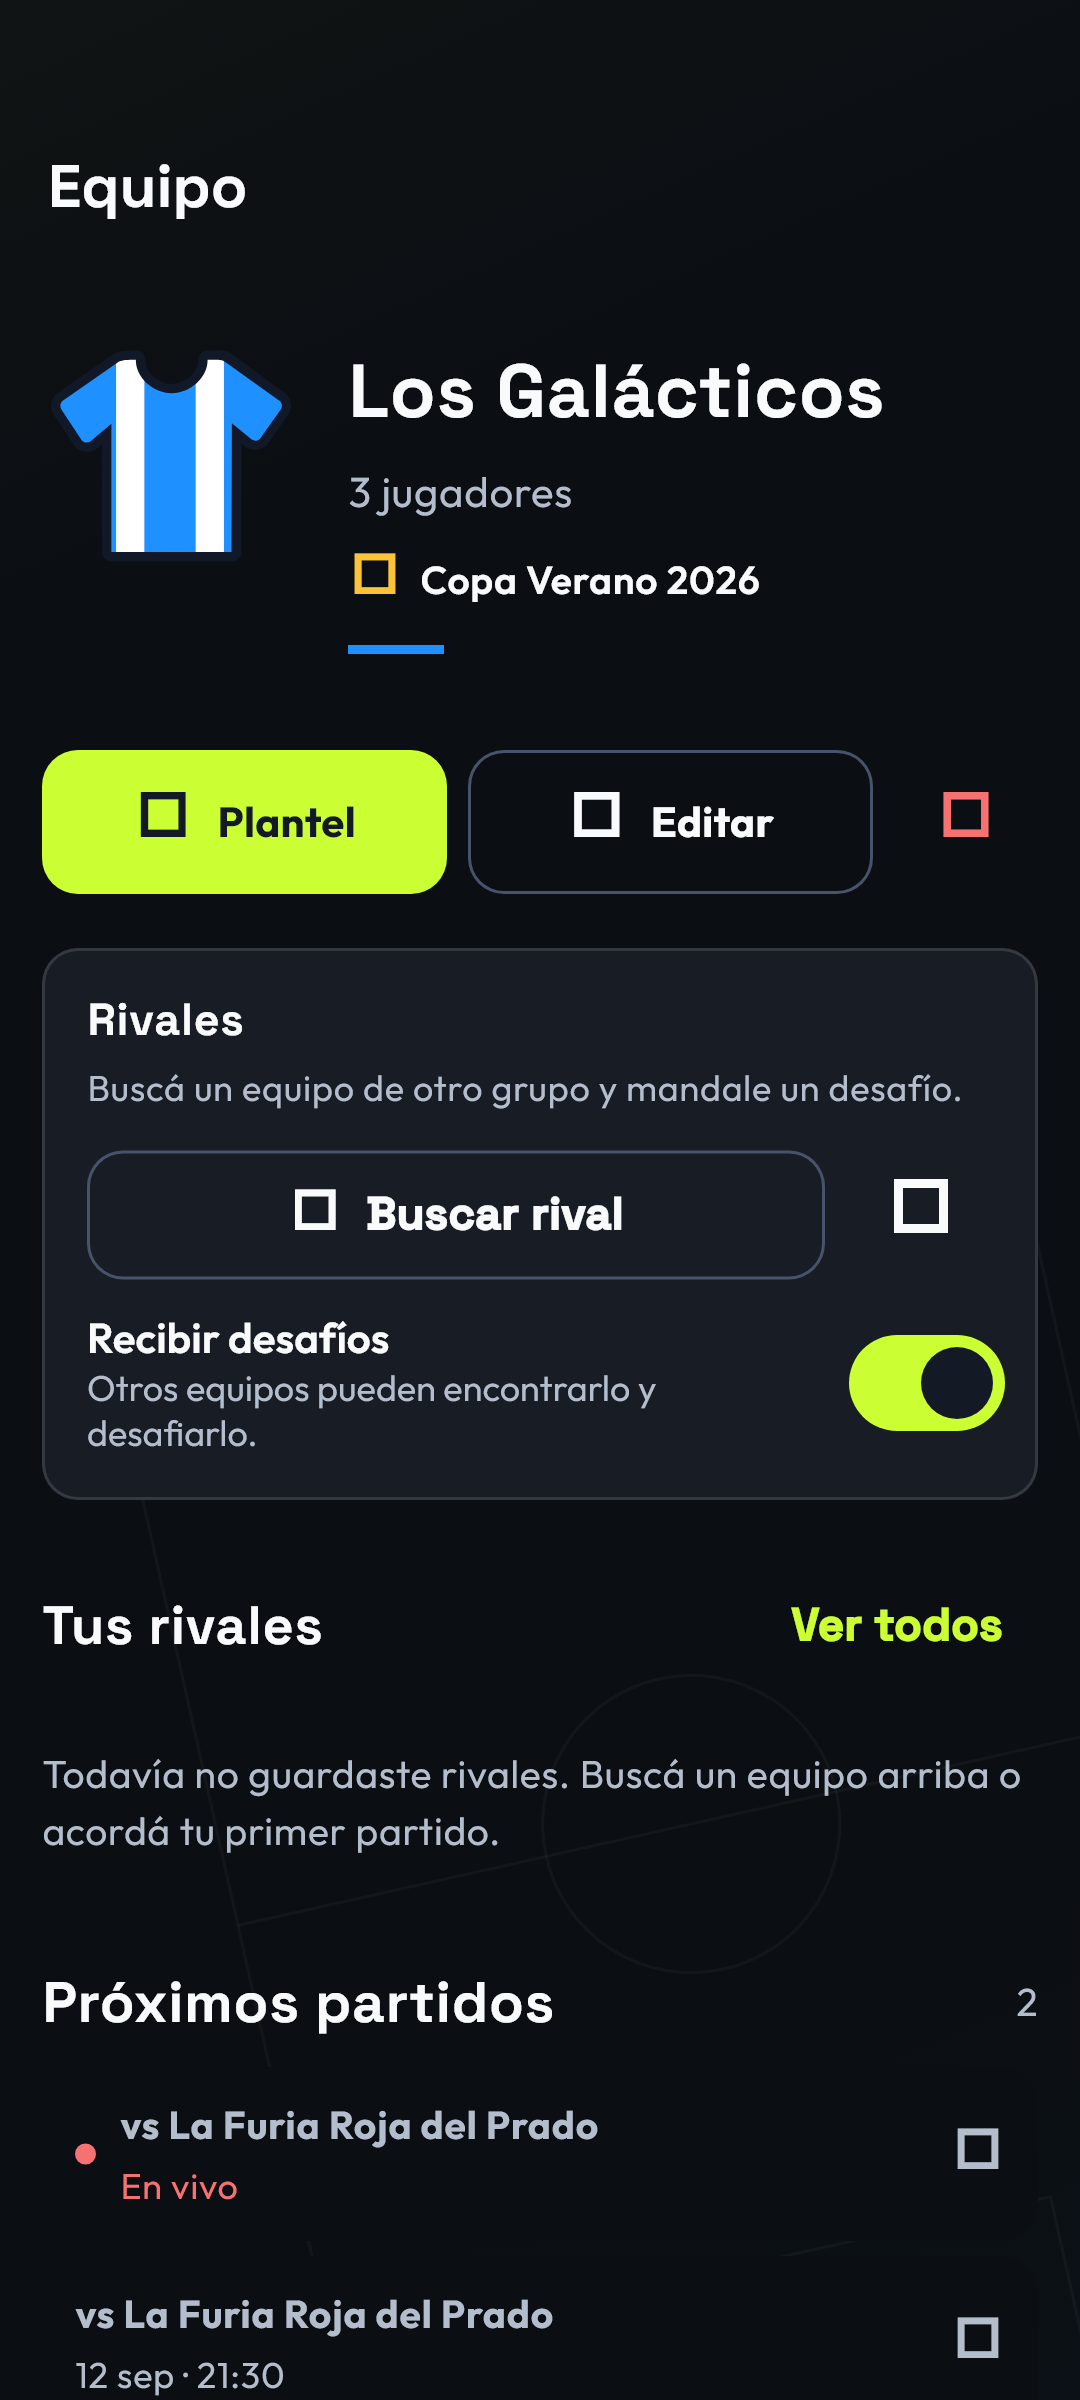 Equipo
Los Galácticos
3 jugadores
Copa Verano 2026
Plantel
Editar
Rivales
Buscá un equipo de otro grupo y mandale un desafío.
Buscar rival
Recibir desafíos
Otros equipos pueden encontrarlo y
desafiarlo.
Tus rivales
Ver todos
Todavía no guardaste rivales. Buscá un equipo arriba o
acordá tu primer partido.
Próximos partidos
2
vs La Furia Roja del Prado
En vivo
vs La Furia Roja del Prado
12 sep · 21:30